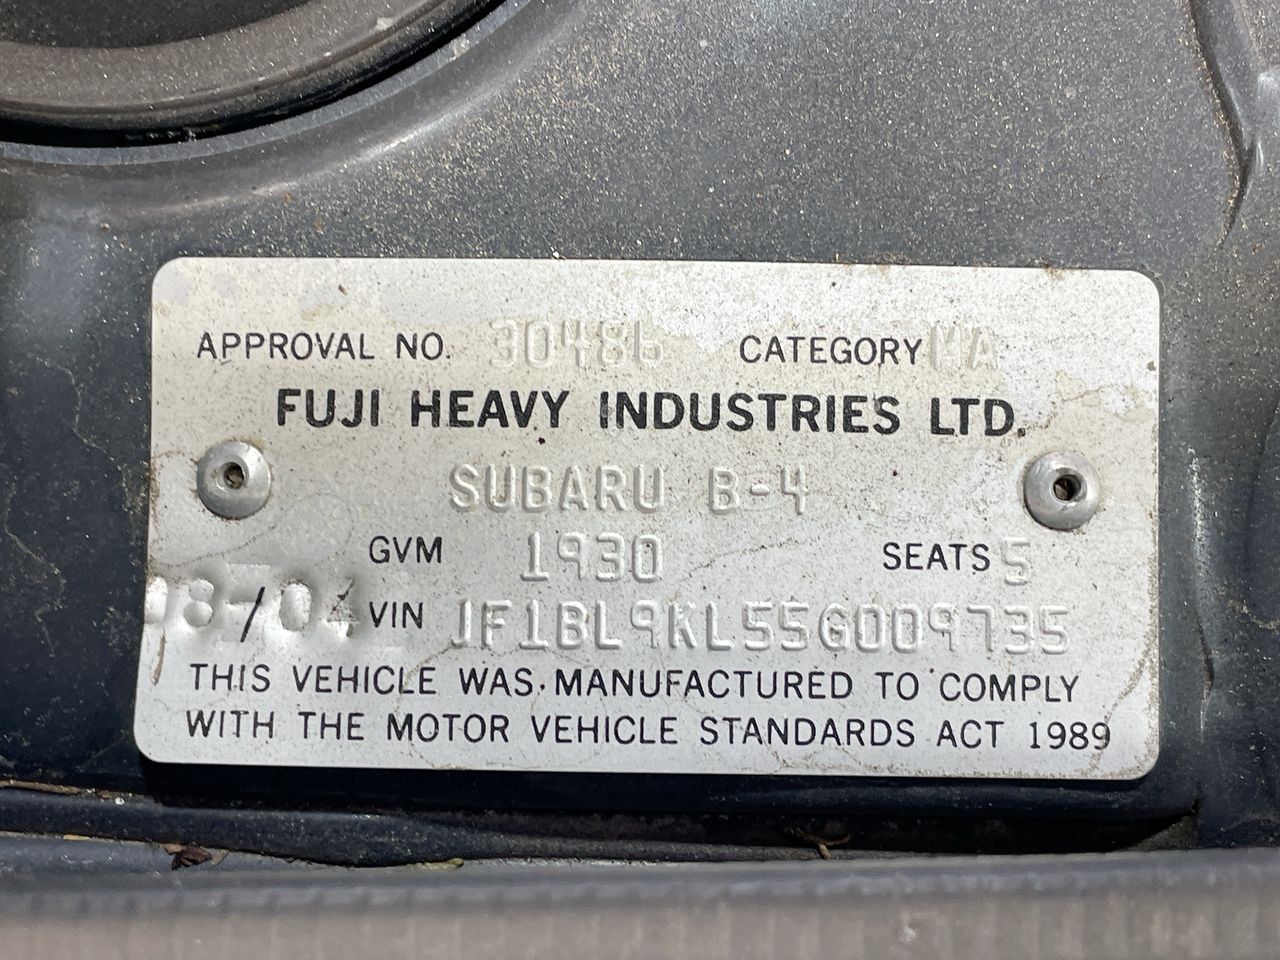 APPROVAL NO. 30486 CATEGORY MA
FUJI HEAVY INDUSTRIES LTD.
SUBARU B-4
GVM 1930 SEATS 5
08/04 VIN JF1BL9KL55G009735
THIS VEHICLE WAS MANUFACTURED TO COMPLY
WITH THE MOTOR VEHICLE STANDARDS ACT 1989